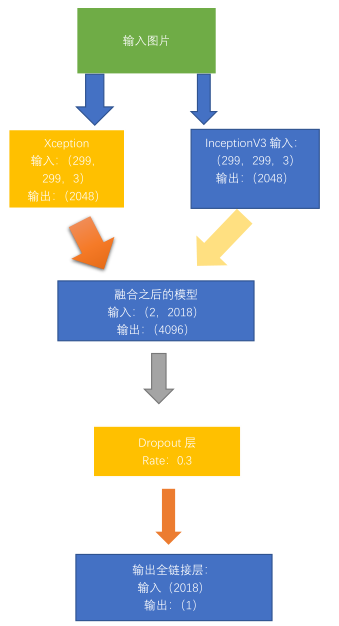 输入图片
Xception
输入：（299，
299，3）
输出：（2048）
InceptionV3 输入：
（299，299，3）
输出：（2048）
融合之后的模型
输入：（2，2018）
输出：（4096）
Dropout 层
Rate：0.3
输出全链接层：
输入（2018）
输出：（1）